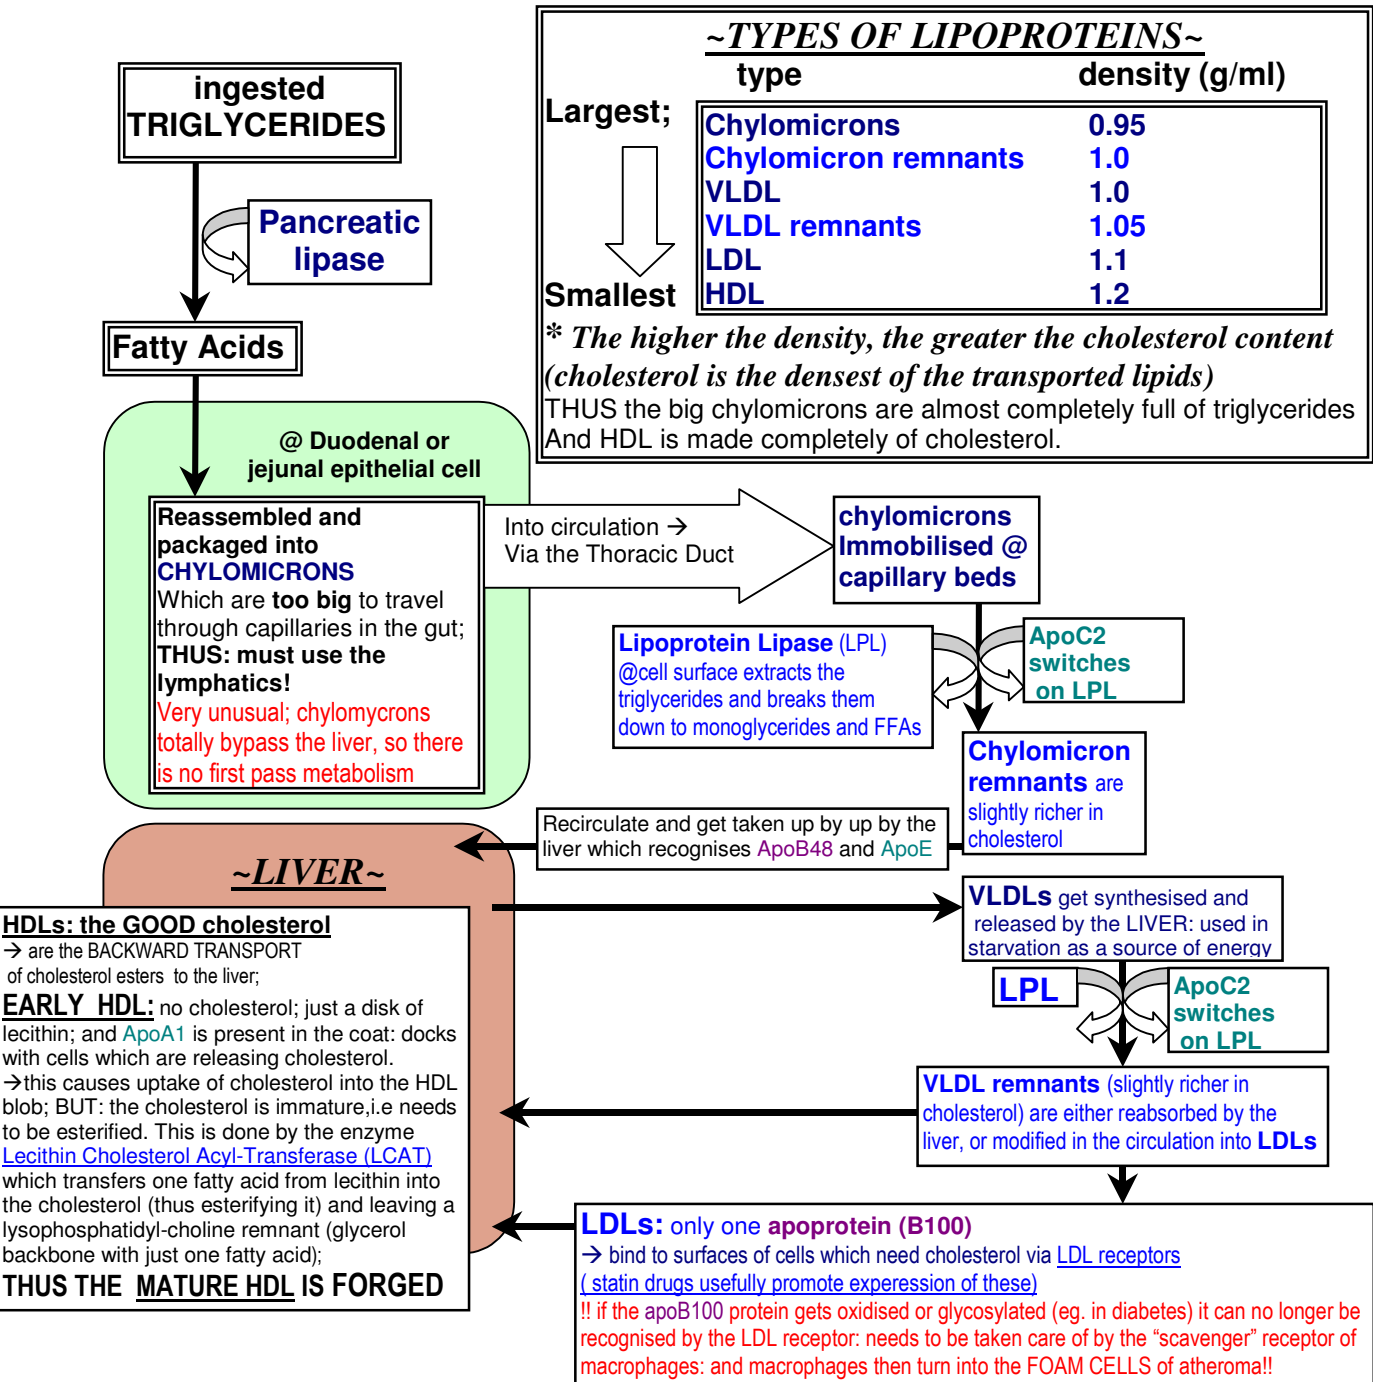 ~TYPES OF LIPOPROTEINS~
type density (g/ml)
Largest;
Chylomicrons 0.95
Chylomicron remnants 1.0
VLDL 1.0
VLDL remnants 1.05
LDL 1.1
Smallest HDL 1.2
* The higher the density, the greater the cholesterol content
(cholesterol is the densest of the transported lipids)
THUS the big chylomicrons are almost completely full of triglycerides
And HDL is made completely of cholesterol.
ingested
TRIGLYCERIDES
Pancreatic
lipase
Fatty Acids
@ Duodenal or
jejunal epithelial cell
Reassembled and
packaged into
CHYLOMICRONS
Which are too big to travel
through capillaries in the gut;
THUS: must use the
lymphatics!
Very unusual; chylomycrons
totally bypass the liver, so there
is no first pass metabolism
Into circulation →
Via the Thoracic Duct
chylomicrons
Immobilised @
capillary beds
Lipoprotein Lipase (LPL)
@cell surface extracts the
triglycerides and breaks them
down to monoglycerides and FFAs
ApoC2
switches
on LPL
Chylomicron
remnants are
slightly richer in
cholesterol
Recirculate and get taken up by up by the
liver which recognises ApoB48 and ApoE
~LIVER~
HDLs: the GOOD cholesterol
→ are the BACKWARD TRANSPORT
of cholesterol esters to the liver;
EARLY HDL: no cholesterol; just a disk of
lecithin; and ApoA1 is present in the coat: docks
with cells which are releasing cholesterol.
→this causes uptake of cholesterol into the HDL
blob; BUT: the cholesterol is immature,i.e needs
to be esterified. This is done by the enzyme
Lecithin Cholesterol Acyl-Transferase (LCAT)
which transfers one fatty acid from lecithin into
the cholesterol (thus esterifying it) and leaving a
lysophosphatidyl-choline remnant (glycerol
backbone with just one fatty acid);
THUS THE MATURE HDL IS FORGED
VLDLs get synthesised and
released by the LIVER: used in
starvation as a source of energy
LPL
ApoC2
switches
on LPL
VLDL remnants (slightly richer in
cholesterol) are either reabsorbed by the
liver, or modified in the circulation into LDLs
LDLs: only one apoprotein (B100)
→ bind to surfaces of cells which need cholesterol via LDL receptors
( statin drugs usefully promote experession of these)
!! if the apoB100 protein gets oxidised or glycosylated (eg. in diabetes) it can no longer be
recognised by the LDL receptor: needs to be taken care of by the “scavenger” receptor of
macrophages: and macrophages then turn into the FOAM CELLS of atheroma!!